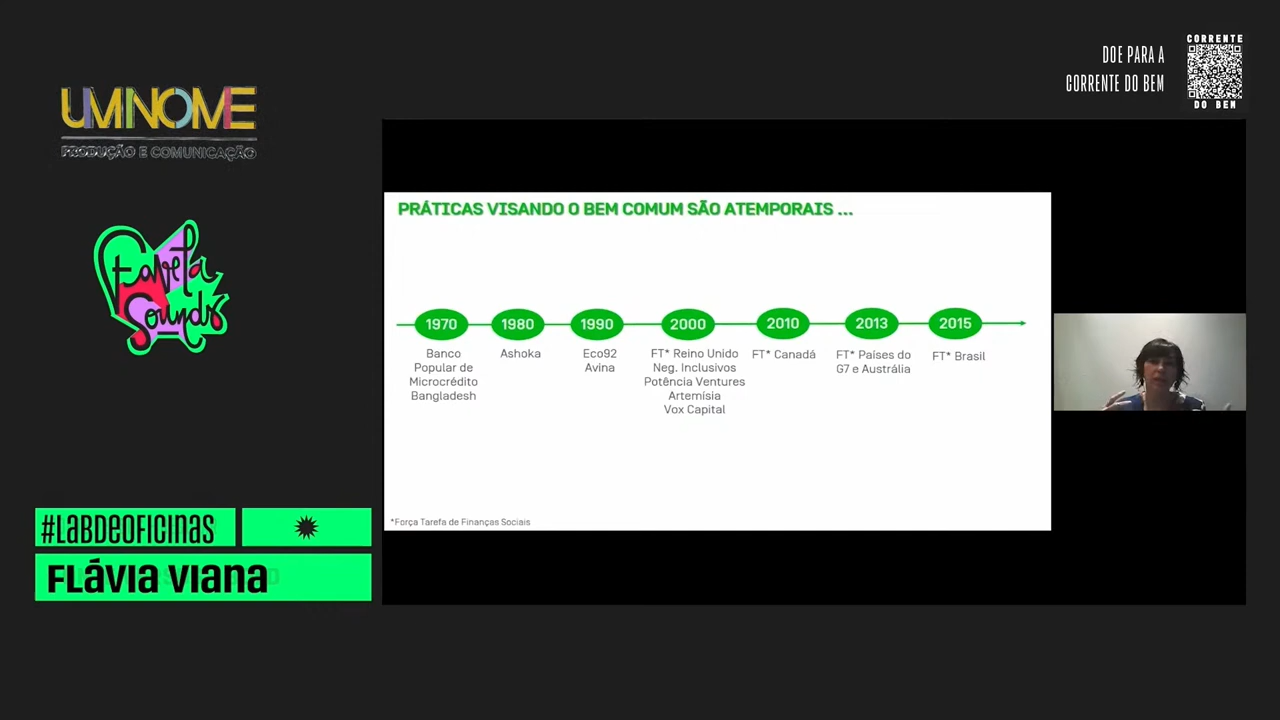 DOE PARA A
CORRENTE DO BEM
CORRENTE
DO BEM
UMNOME
PRODUÇÃO E COMUNICAÇÃO
Favela
Sounds
PRÁTICAS VISANDO O BEM COMUM SÃO ATEMPORAIS ...
1970
1980
1990
2000
2010
2013
2015
Banco
Popular de
Microcrédito
Bangladesh
Ashoka
Eco92
Avina
FT* Reino Unido
Neg. Inclusivos
Potência Ventures
Artemísia
Vox Capital
FT* Canadá
FT* Países do
G7 e Austrália
FT* Brasil
*Força Tarefa de Finanças Sociais
#LABDEOFICINAS
FLÁVIA VIANA